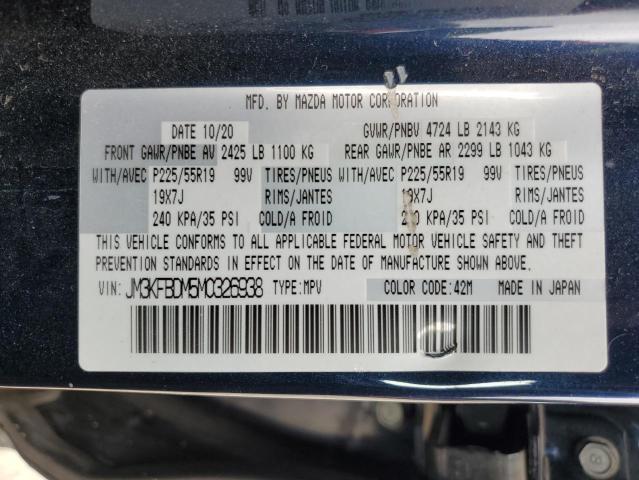 MFD. BY MAZDA MOTOR CORPORATION
DATE 10/20 GVWR/PNBV 4724 LB 2143 KG
FRONT GAWR/PNBE AV 2425 LB 1100 KG REAR GAWR/PNBE AR 2299 LB 1043 KG
WITH/AVEC P225/55R19 99V TIRES/PNEUS WITH/AVEC P225/55R19 99V TIRES/PNEUS
19X7J RIMS/JANTES 19X7J RIMS/JANTES
240 KPA/35 PSI COLD/A FROID 240 KPA/35 PSI COLD/A FROID
THIS VEHICLE CONFORMS TO ALL APPLICABLE FEDERAL MOTOR VEHICLE SAFETY AND THEFT
PREVENTION STANDARDS IN EFFECT ON THE DATE OF MANUFACTURE SHOWN ABOVE.
VIN: JM3KFBDM5M0326938 TYPE:MPV COLOR CODE:42M MADE IN JAPAN
8